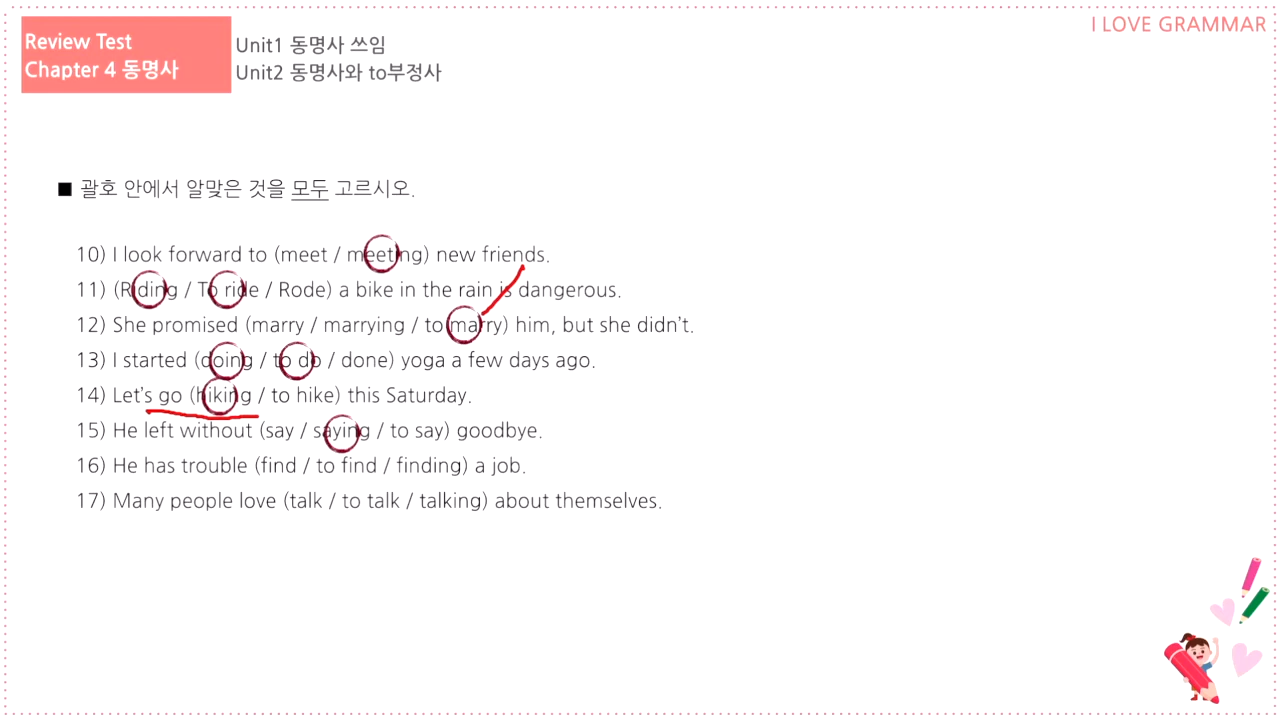 Review Test
Chapter 4 동명사
Unit1 동명사 쓰임
Unit2 동명사와 to부정사
I LOVE GRAMMAR
■ 괄호 안에서 알맞은 것을 모두 고르시오.
10) I look forward to (meet / meeting) new friends.
11) (Riding / To ride / Rode) a bike in the rain is dangerous.
12) She promised (marry / marrying / to marry) him, but she didn't.
13) I started (doing / to do / done) yoga a few days ago.
14) Let's go (hiking / to hike) this Saturday.
15) He left without (say / saying / to say) goodbye.
16) He has trouble (find / to find / finding) a job.
17) Many people love (talk / to talk / talking) about themselves.